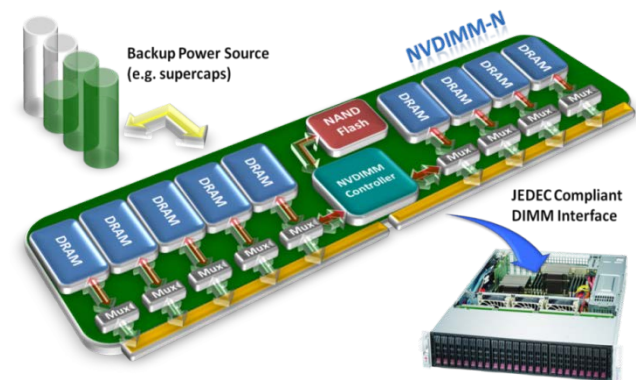 Backup Power Source
(e.g. supercaps)
NVDIMM-N
DRAM
DRAM
DRAM
DRAM
NAND
Flash
Mux
Mux
Mux
Mux
NVDIMM
Controller
DRAM
DRAM
DRAM
DRAM
DRAM
Mux
Mux
Mux
Mux
Mux
JEDEC Compliant
DIMM Interface